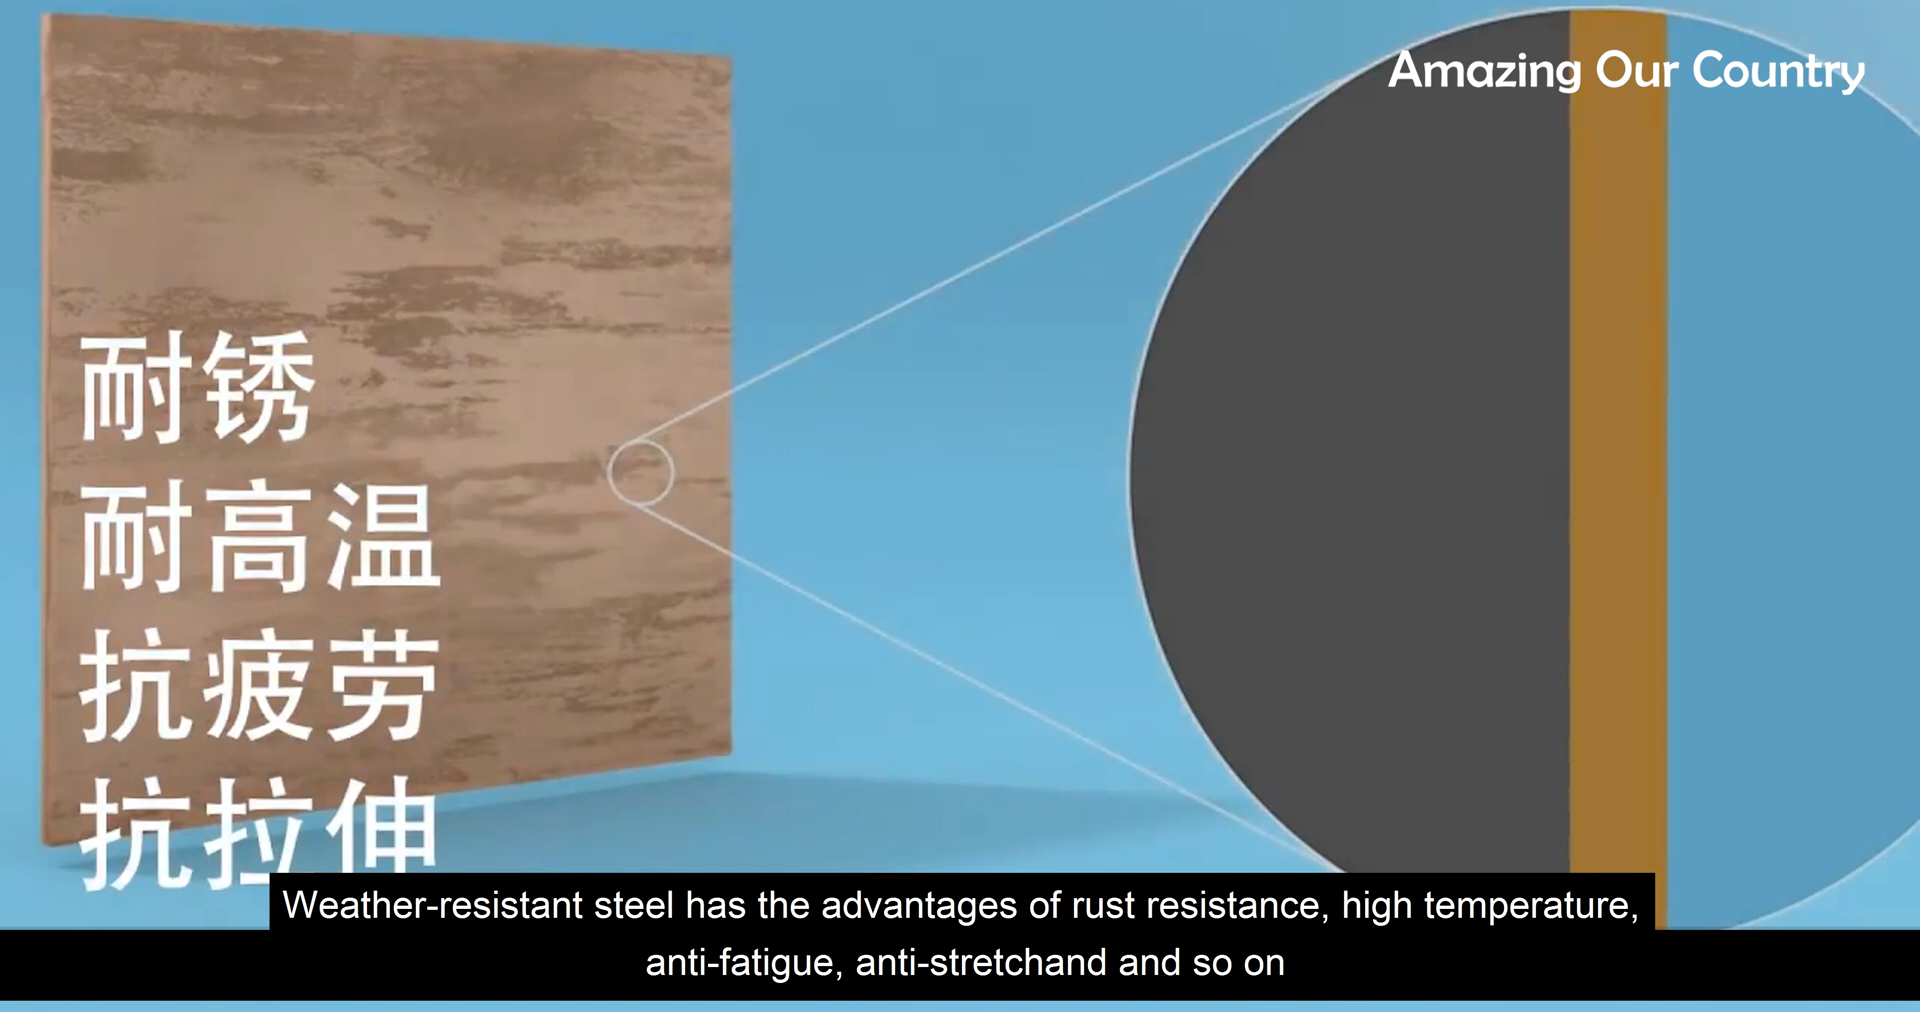 Amazing Our Country
耐锈
耐高温
抗疲劳
抗拉伸
Weather-resistant steel has the advantages of rust resistance, high temperature,
anti-fatigue, anti-stretchand and so on